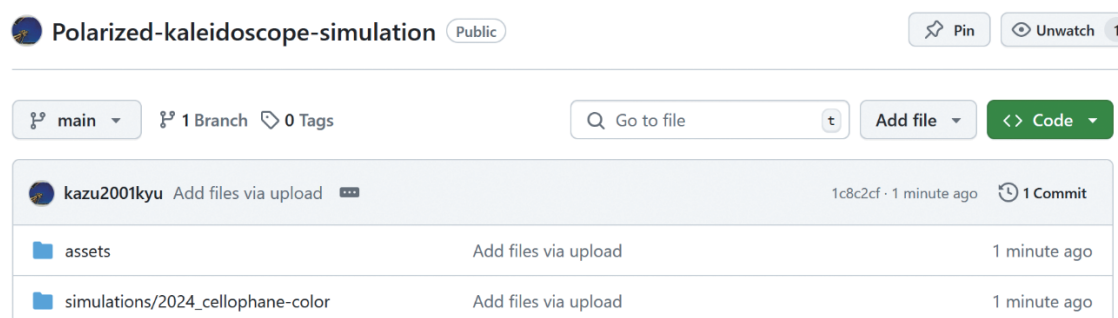 Polarized-kaleidoscope-simulation Public Pin Unwatch 1
main 1 Branch 0 Tags Go to file t Add file Code
kazu2001kyu Add files via upload 1c8c2cf · 1 minute ago 1 Commit
assets Add files via upload 1 minute ago
simulations/2024_cellophane-color Add files via upload 1 minute ago